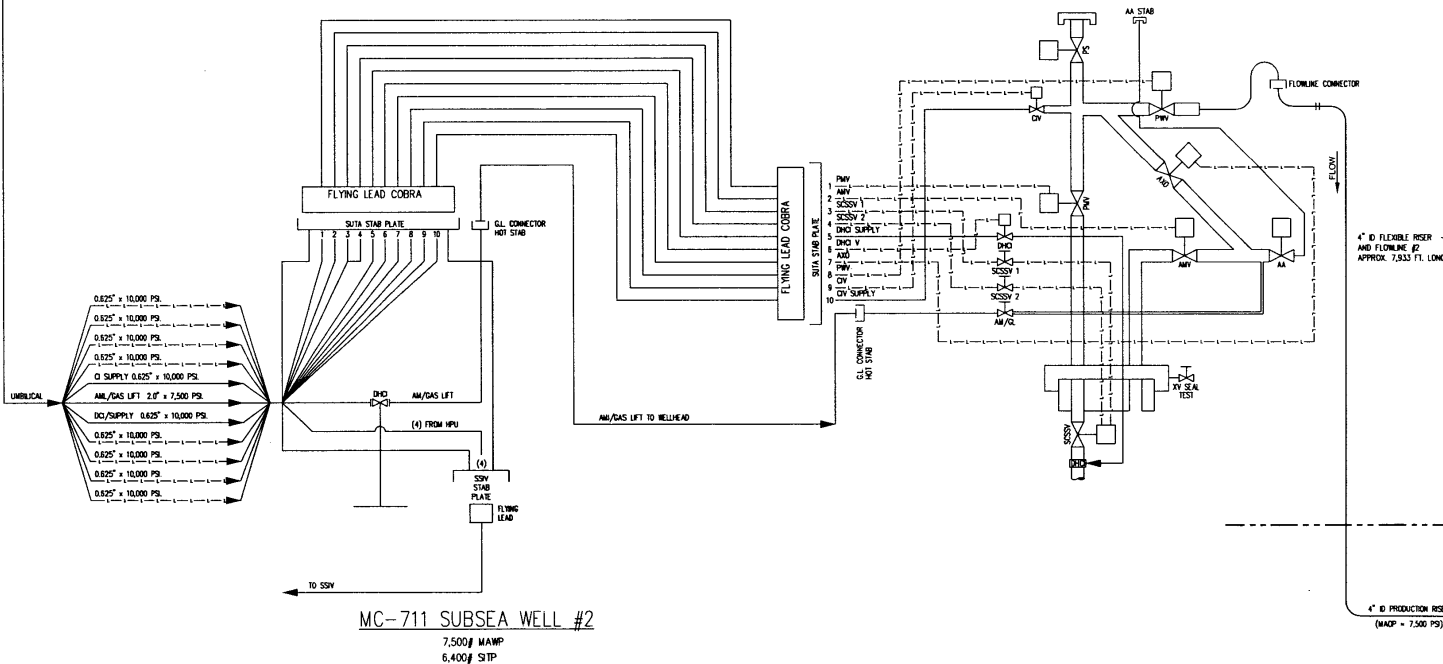 AA STAB
PS
FLOWLINE CONNECTOR
CIV
PWV
FLYING LEAD COBRA
SUTA STAB PLATE
1 2 3 4 5 6 7 8 9 10
G.L. CONNECTOR
HOT STAB
FLYING LEAD COBRA
SUTA STAB PLATE
1 PMV
2 AMV
3 SCSSV 1
4 SCSSV 2
5 DHCI SUPPLY
6 DHCI V
7 AXO
8 PWV
9 CIV
10 CIV SUPPLY
PMV
AXO
FLOW
DHCI
SCSSV 1
SCSSV 2
AM/GL
AMV
AA
4" ID FLEXIBLE RISER -
AND FLOWLINE #2
APPROX. 7,933 FT. LONG
G.L. CONNECTOR
HOT STAB
0.625" x 10,000 PSI.
0.625" x 10,000 PSI.
0.625" x 10,000 PSI.
0.625" x 10,000 PSI.
CI SUPPLY 0.625" x 10,000 PSI.
UMBILICAL
AML/GAS LIFT 2.0" x 7,500 PSI.
DCI/SUPPLY 0.625" x 10,000 PSI.
0.625" x 10,000 PSI.
0.625" x 10,000 PSI.
0.625" x 10,000 PSI.
0.625" x 10,000 PSI.
DHCI
AM/GAS LIFT
(4) FROM HPU
(4)
SSIV
STAB
PLATE
FLYING
LEAD
TO SSIV
AMI/GAS LIFT TO WELLHEAD
XV SEAL
TEST
SCSSV
DHCI
MC-711 SUBSEA WELL #2
7,500# MAWP
6,400# SITP
4" ID PRODUCTION RISE
(MAOP = 7,500 PSI)